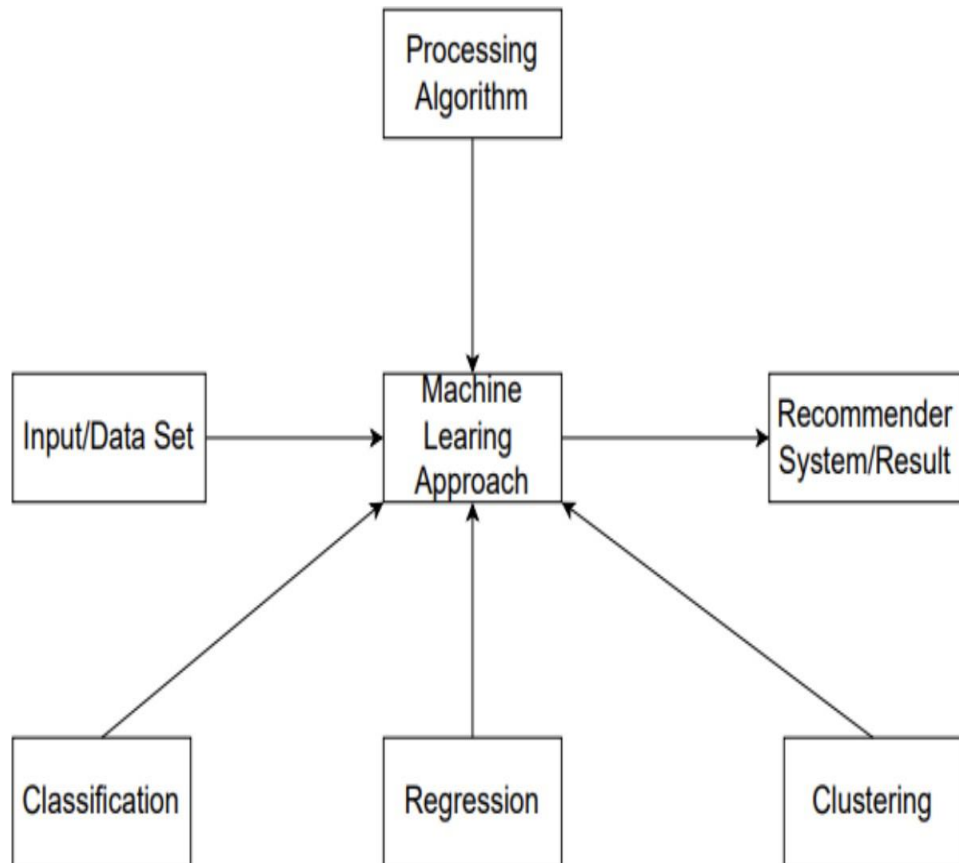 Processing
Algorithm
Input/Data Set
Machine
Learing
Approach
Recommender
System/Result
Classification
Regression
Clustering